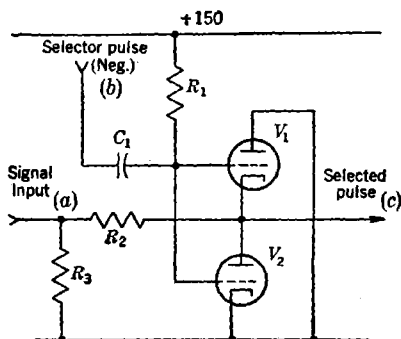 +150
Selector pulse
(Neg.)
(b)
R1
C1
V1
Signal
Input
(a)
Selected
pulse
(c)
R2
V2
R3